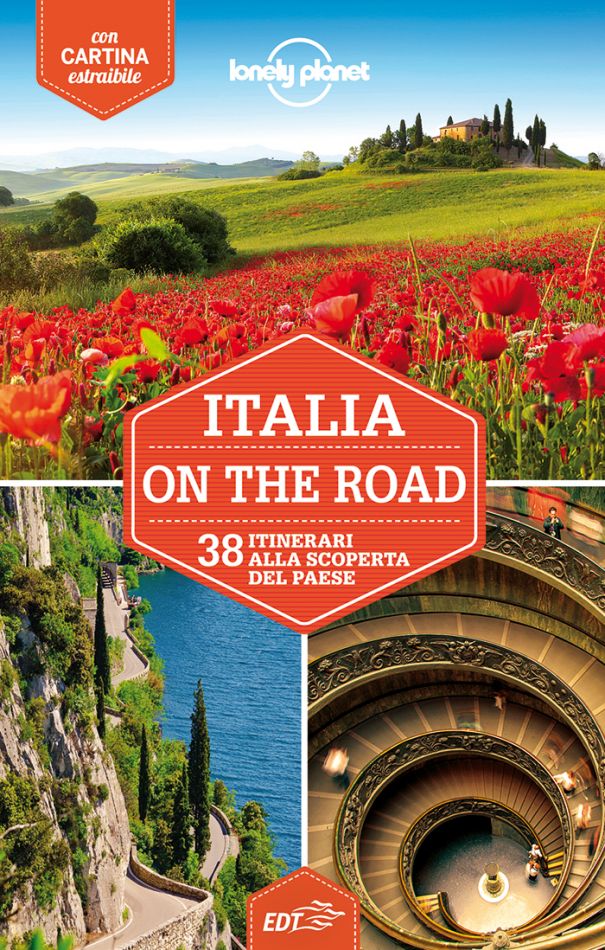 con
CARTINA
estraibile
lonely planet
ITALIA
ON THE ROAD
38 ITINERARI
ALLA SCOPERTA
DEL PAESE
EDT